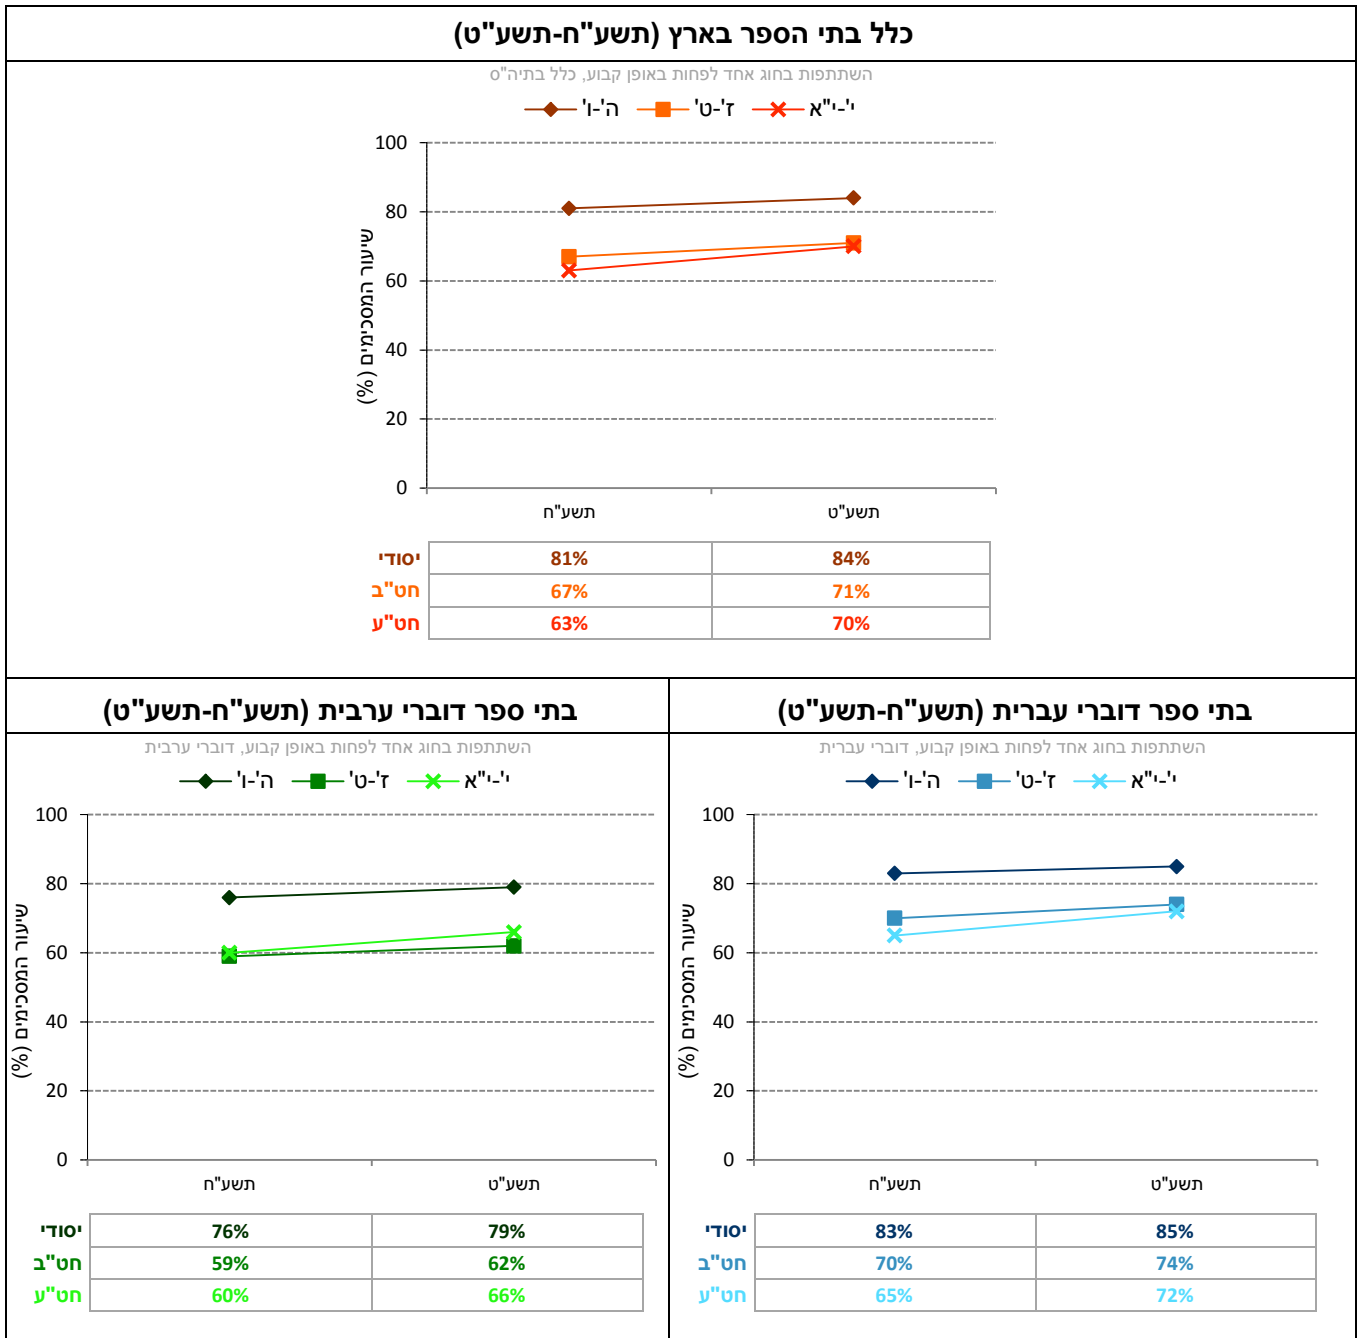 כלל בתי הספר בארץ (תשע"ח-תשע"ט)
השתתפות בחוג אחד לפחות באופן קבוע, כלל בתיה"ס
ה'-ו' ז'-ט' י'-י"א
שיעור המסכימים (%)
100
80
60
40
20
0
תשע"ח תשע"ט
יסודי 81% 84%
חט"ב 67% 71%
חט"ע 63% 70%
בתי ספר דוברי עברית (תשע"ח-תשע"ט)
השתתפות בחוג אחד לפחות באופן קבוע, דוברי עברית
ה'-ו' ז'-ט' י'-י"א
שיעור המסכימים (%)
100
80
60
40
20
0
תשע"ח תשע"ט
יסודי 83% 85%
חט"ב 70% 74%
חט"ע 65% 72%
בתי ספר דוברי ערבית (תשע"ח-תשע"ט)
השתתפות בחוג אחד לפחות באופן קבוע, דוברי ערבית
ה'-ו' ז'-ט' י'-י"א
שיעור המסכימים (%)
100
80
60
40
20
0
תשע"ח תשע"ט
יסודי 76% 79%
חט"ב 59% 62%
חט"ע 60% 66%